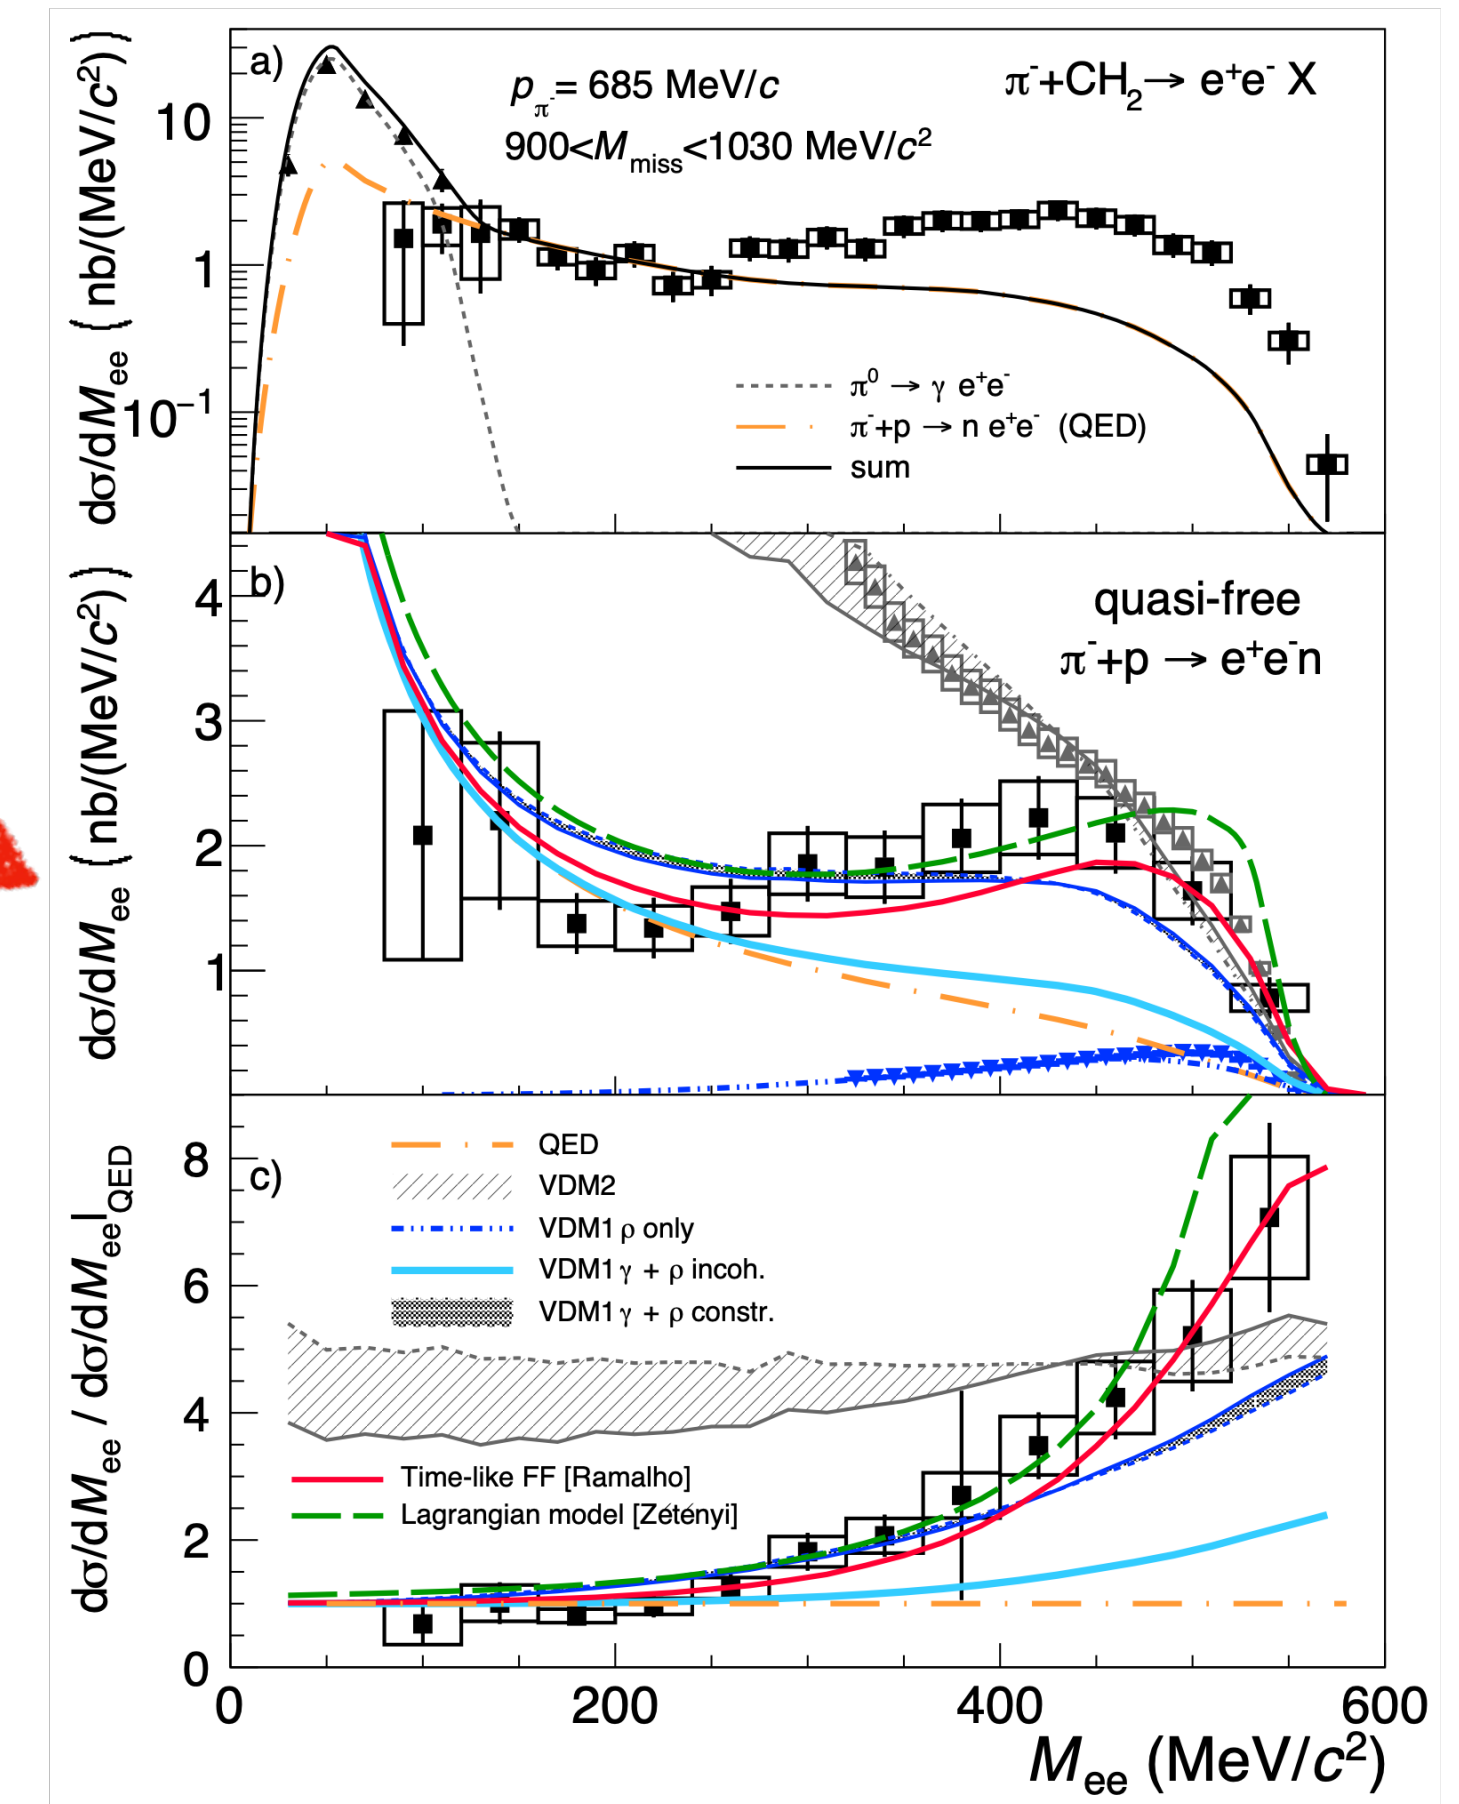 a)
p_π⁻ = 685 MeV/c
900<M_miss<1030 MeV/c²
π⁻+CH₂→ e⁺e⁻ X
dσ/dM_ee { nb/(MeV/c²)}
10
1
10⁻¹
π⁰ → γ e⁺e⁻
π⁻+p → n e⁺e⁻ (QED)
sum
b)
quasi-free
π⁻+p → e⁺e⁻n
dσ/dM_ee { nb/(MeV/c²)}
4
3
2
1
c)
dσ/dM_ee / dσ/dM_ee|_QED
8
6
4
2
0
QED
VDM2
VDM1 ρ only
VDM1 γ + ρ incoh.
VDM1 γ + ρ constr.
Time-like FF [Ramalho]
Lagrangian model [Zétényi]
0 200 400 600
M_ee (MeV/c²)